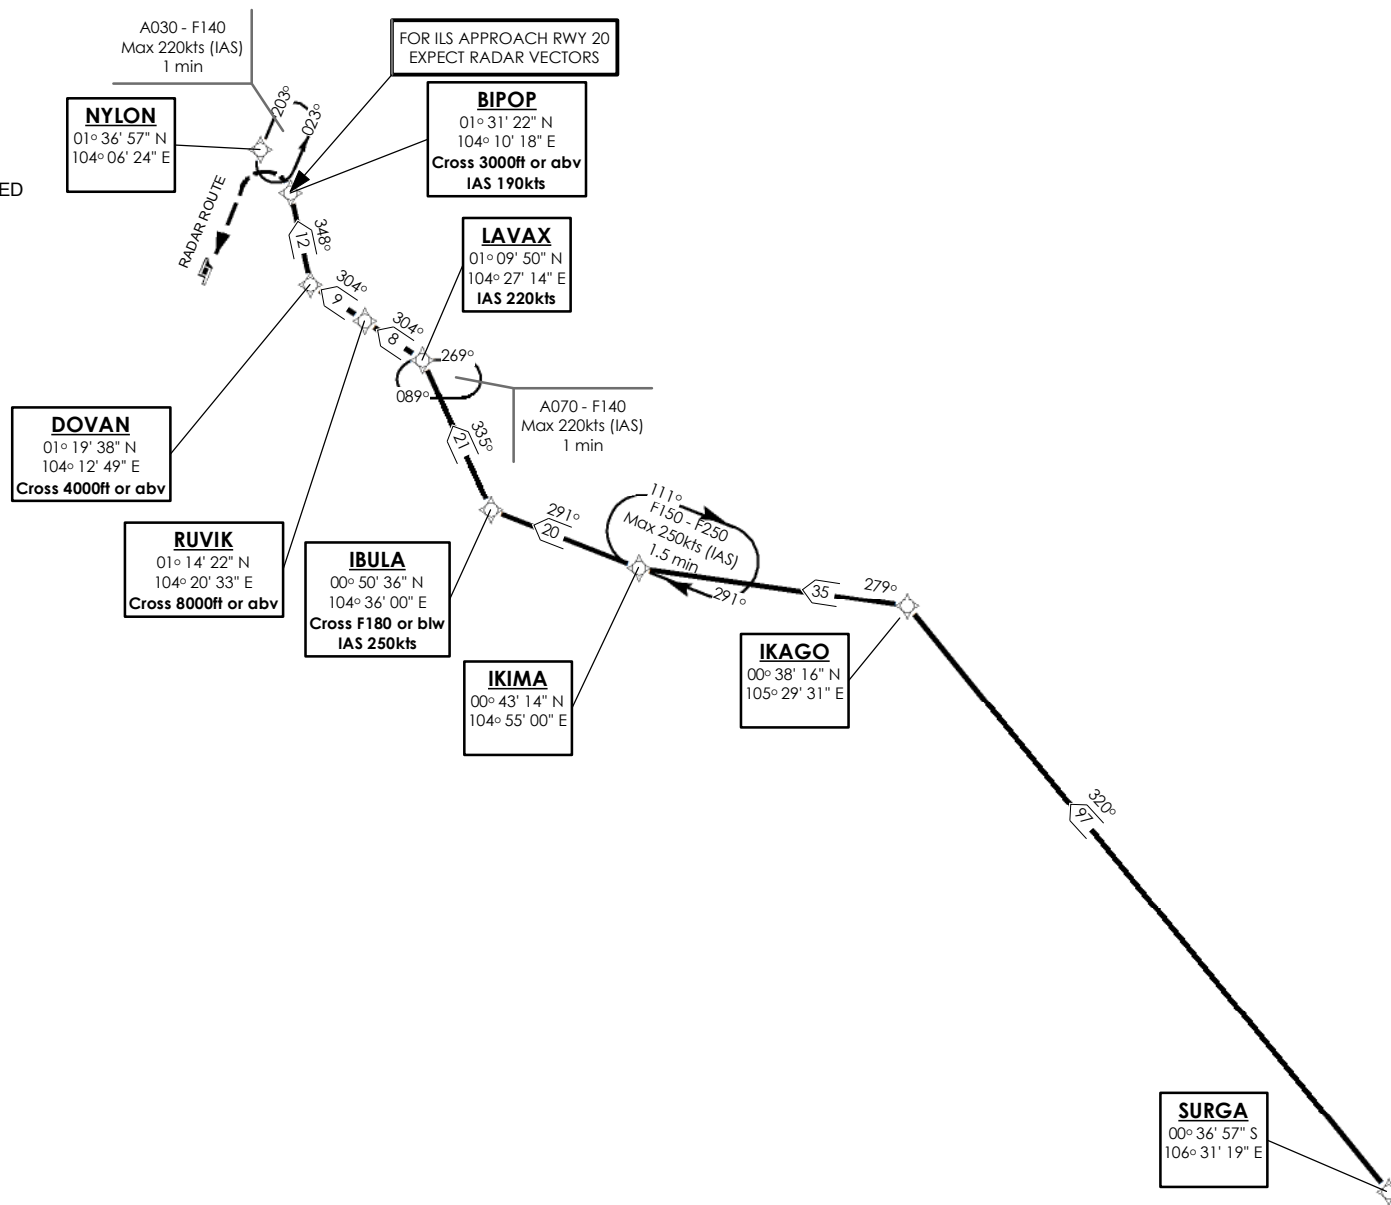 A030 - F140
Max 220kts (IAS)
1 min
FOR ILS APPROACH RWY 20
EXPECT RADAR VECTORS
NYLON
01° 36' 57" N
104° 06' 24" E
203°
023°
BIPOP
01° 31' 22" N
104° 10' 18" E
Cross 3000ft or abv
IAS 190kts
ED
RADAR ROUTE
12
348°
LAVAX
01° 09' 50" N
104° 27' 14" E
IAS 220kts
9
304°
8
304°
269°
089°
A070 - F140
Max 220kts (IAS)
1 min
DOVAN
01° 19' 38" N
104° 12' 49" E
Cross 4000ft or abv
21
335°
RUVIK
01° 14' 22" N
104° 20' 33" E
Cross 8000ft or abv
IBULA
00° 50' 36" N
104° 36' 00" E
Cross F180 or blw
IAS 250kts
291°
20
111°
F150 - F250
Max 250kts (IAS)
1.5 min
291°
35
279°
IKIMA
00° 43' 14" N
104° 55' 00" E
IKAGO
00° 38' 16" N
105° 29' 31" E
320°
97
SURGA
00° 36' 57" S
106° 31' 19" E